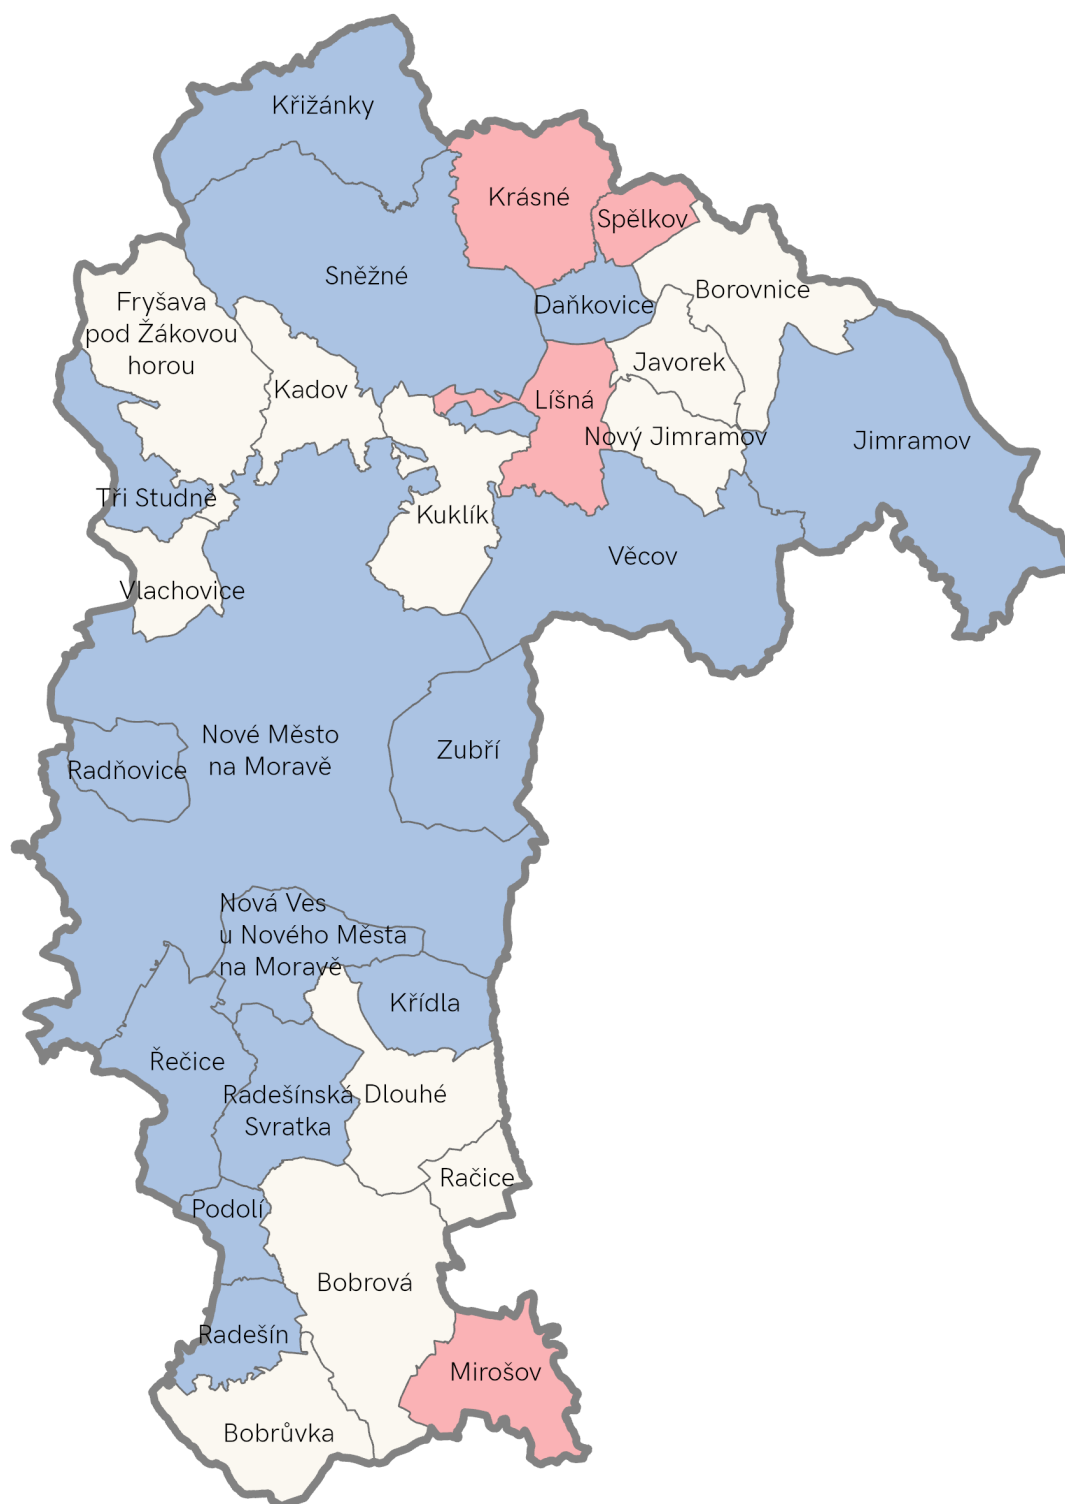 Křižánky
Krásné
Spělkov
Sněžné
Borovnice
Daňkovice
Fryšava
pod Žákovou
horou
Javorek
Kadov
Líšná
Nový Jimramov
Jimramov
Tři Studně
Kuklík
Věcov
Vlachovice
Nové Město
na Moravě
Zubří
Radňovice
Nová Ves
u Nového Města
na Moravě
Křídla
Řečice
Radešínská
Svratka
Dlouhé
Račice
Podolí
Bobrová
Radešín
Mirošov
Bobrůvka